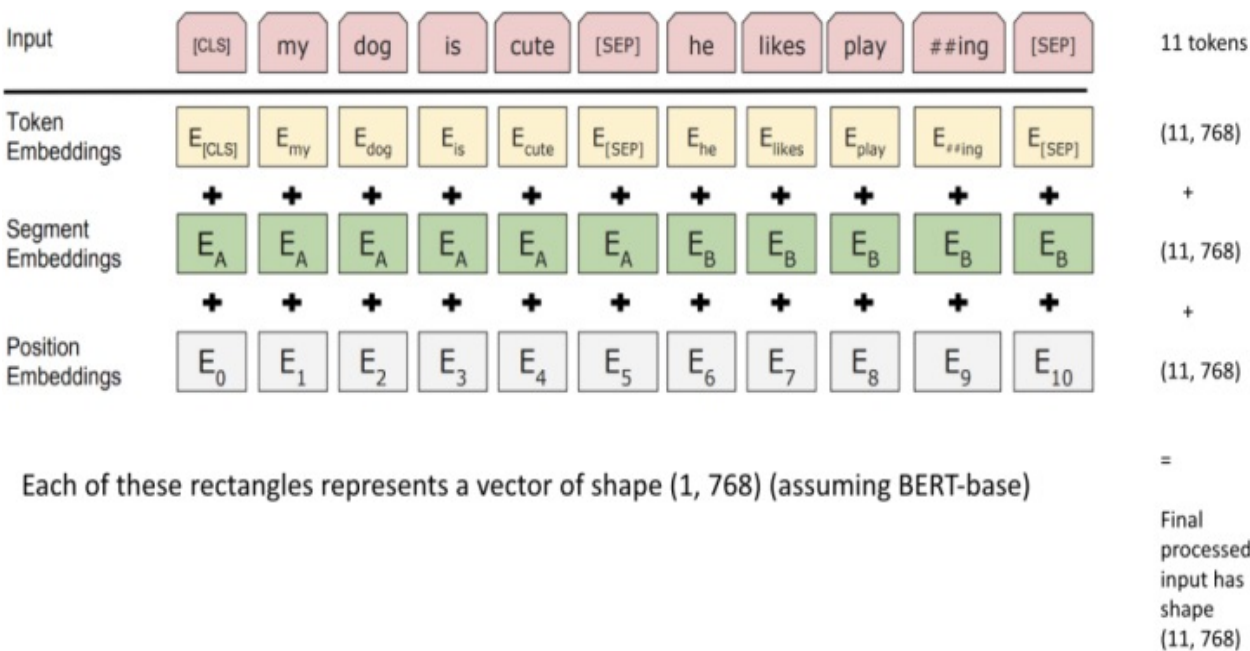 Input [CLS] my dog is cute [SEP] he likes play ##ing [SEP] 11 tokens
Token
Embeddings
E[CLS] Emy Edog Eis Ecute E[SEP] Ehe Elikes Eplay E##ing E[SEP] (11, 768)
+ + + + + + + + + + + +
Segment
Embeddings
EA EA EA EA EA EA EB EB EB EB EB (11, 768)
+ + + + + + + + + + + +
Position
Embeddings
E0 E1 E2 E3 E4 E5 E6 E7 E8 E9 E10 (11, 768)
=
Each of these rectangles represents a vector of shape (1, 768) (assuming BERT-base)
Final
processed
input has
shape
(11, 768)